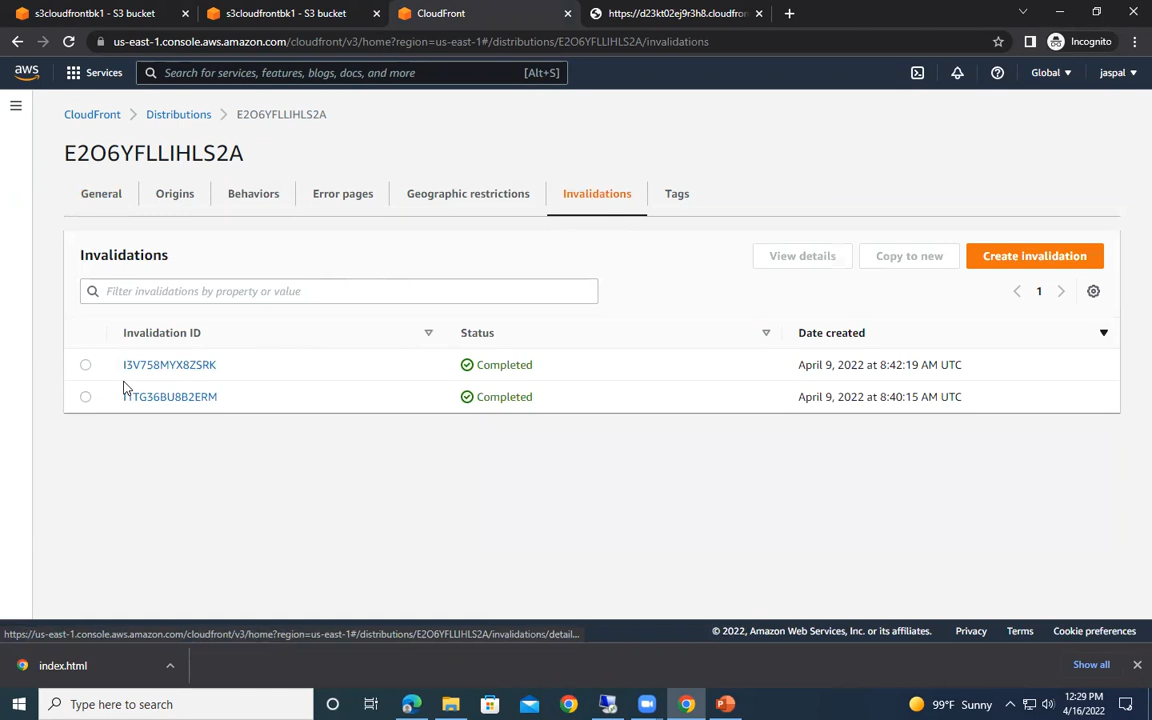 s3cloudfrontbk1 - S3 bucket
s3cloudfrontbk1 - S3 bucket
CloudFront
https://d23kt02ej9r3h8.cloudfron
us-east-1.console.aws.amazon.com/cloudfront/v3/home?region=us-east-1#/distributions/E2O6YFLLIHLS2A/invalidations
Incognito
aws
Services
Search for services, features, blogs, docs, and more
[Alt+S]
Global
jaspal
CloudFront
Distributions
E2O6YFLLIHLS2A
E2O6YFLLIHLS2A
General
Origins
Behaviors
Error pages
Geographic restrictions
Invalidations
Tags
Invalidations
View details
Copy to new
Create invalidation
Filter invalidations by property or value
1
Invalidation ID
Status
Date created
I3V758MYX8ZSRK
Completed
April 9, 2022 at 8:42:19 AM UTC
Completed
April 9, 2022 at 8:40:15 AM UTC
https://us-east-1.console.aws.amazon.com/cloudfront/v3/home?region=us-east-1#/distributions/E2O6YFLLIHLS2A/invalidations/detail...
© 2022, Amazon Web Services, Inc. or its affiliates.
Privacy
Terms
Cookie preferences
index.html
Show all
Type here to search
99°F Sunny
12:29 PM
4/16/2022